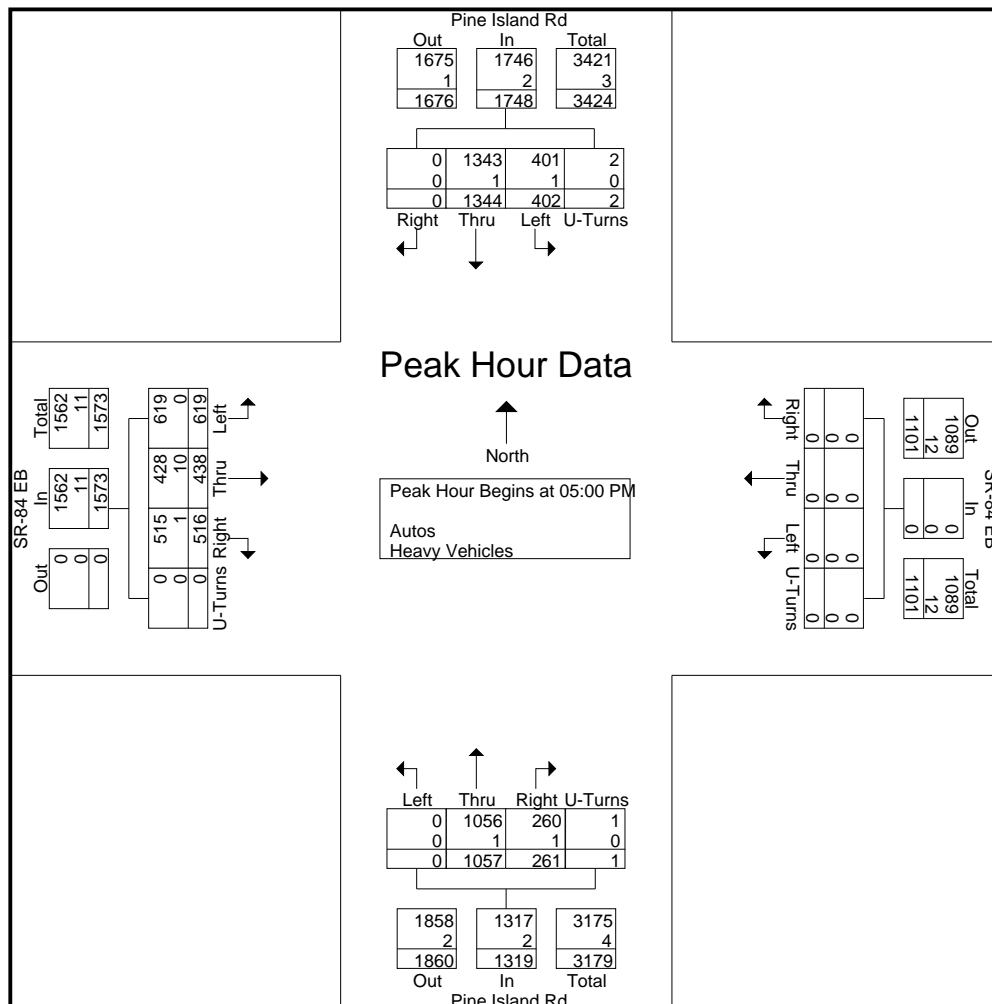 Pine Island Rd
Out In Total
1675 1746 3421
1 2 3
1676 1748 3424
0 1343 401 2
0 1 1 0
0 1344 402 2
Right Thru Left U-Turns
Peak Hour Data
North
Peak Hour Begins at 05:00 PM
Autos
Heavy Vehicles
SR-84 EB
Total In Out
1562 1562 0
11 11 0
1573 1573 0
619 428 515 0
0 10 1 0
619 438 516 0
Left Thru Right U-Turns
SR-84 EB
Out In Total
1089 0 1089
12 0 12
1101 0 1101
0 0 0 0
0 0 0 0
0 0 0 0
Right Thru Left U-Turns
Left Thru Right U-Turns
0 1056 260 1
0 1 1 0
0 1057 261 1
1858 1317 3175
2 2 4
1860 1319 3179
Out In Total
Pine Island Rd